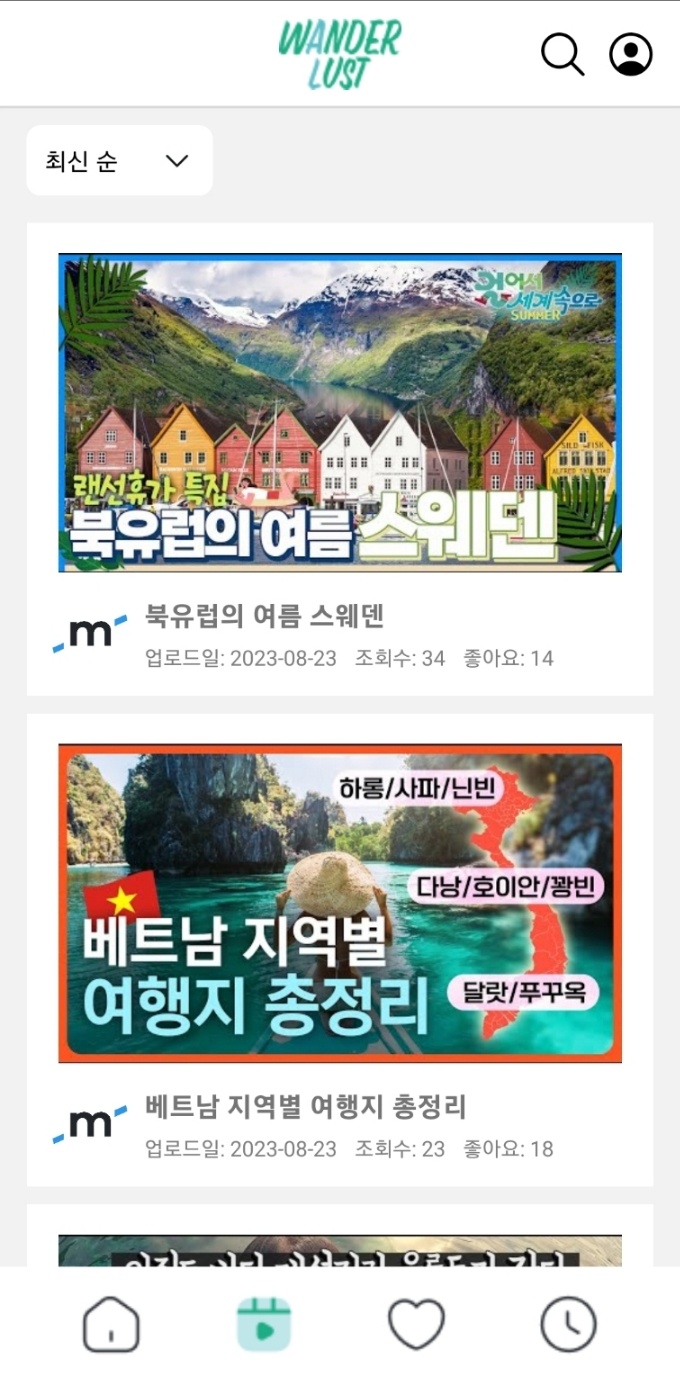 WANDER
LUST
최신 순
걸어서
세계속으로
SUMMER
SILD & FISK
랜선휴가 특집
북유럽의 여름 스웨덴
m
북유럽의 여름 스웨덴
업로드일: 2023-08-23 조회수: 34 좋아요: 14
하롱/사파/닌빈
다낭/호이안/꽝빈
베트남 지역별
여행지 총정리
달랏/푸꾸옥
m
베트남 지역별 여행지 총정리
업로드일: 2023-08-23 조회수: 23 좋아요: 18